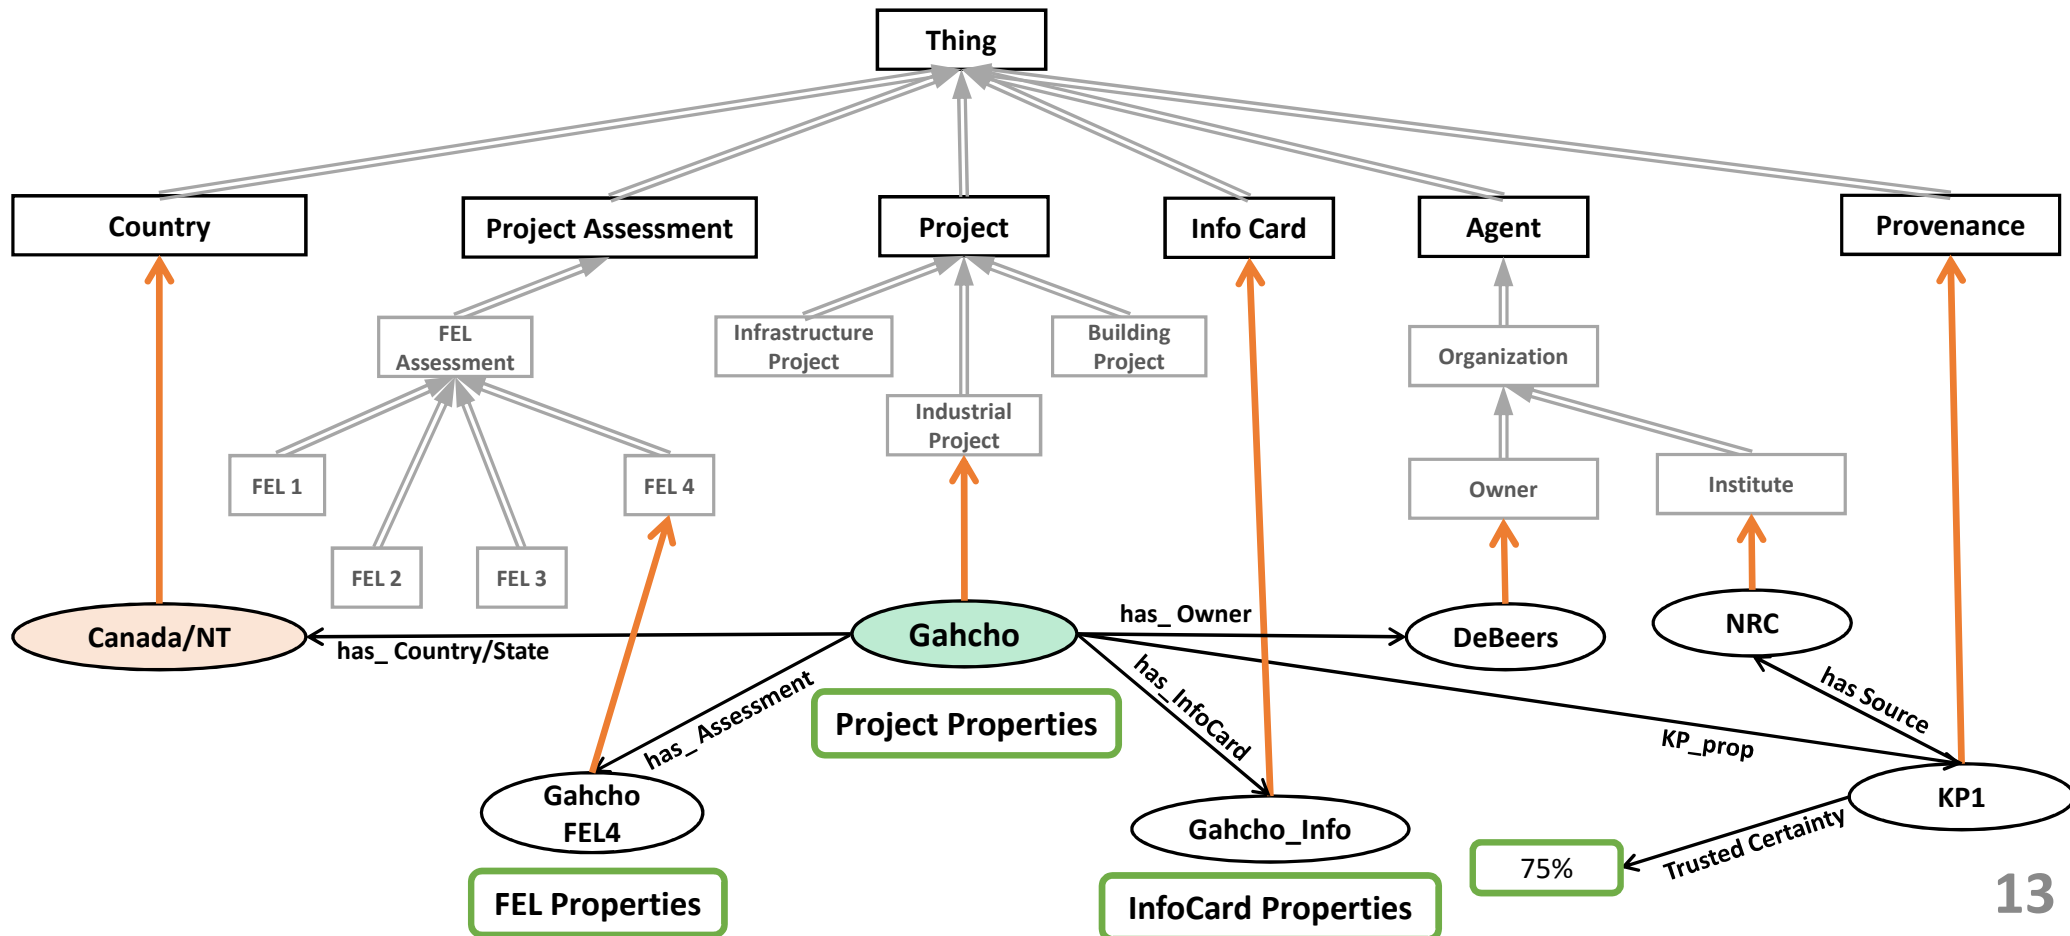 Thing
Country
Project Assessment
Project
Info Card
Agent
Provenance
FEL
Assessment
Infrastructure
Project
Building
Project
Organization
Industrial
Project
FEL 1
FEL 4
Owner
Institute
FEL 2
FEL 3
Canada/NT
has_ Country/State
Gahcho
has_ Owner
DeBeers
NRC
has_ Assessment
Project Properties
has_InfoCard
has Source
KP_prop
Gahcho
FEL4
Gahcho_Info
KP1
Trusted Certainty
75%
FEL Properties
InfoCard Properties
13